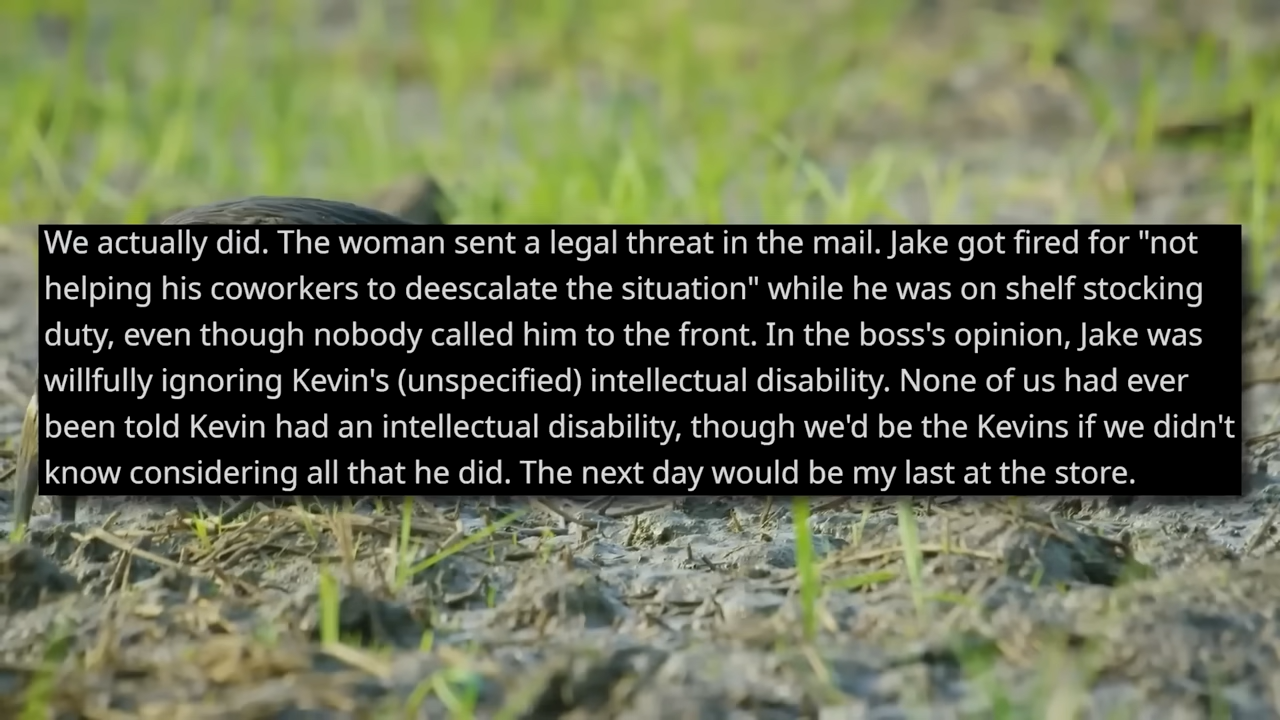 We actually did. The woman sent a legal threat in the mail. Jake got fired for "not
helping his coworkers to deescalate the situation" while he was on shelf stocking
duty, even though nobody called him to the front. In the boss's opinion, Jake was
willfully ignoring Kevin's (unspecified) intellectual disability. None of us had ever
been told Kevin had an intellectual disability, though we'd be the Kevins if we didn't
know considering all that he did. The next day would be my last at the store.